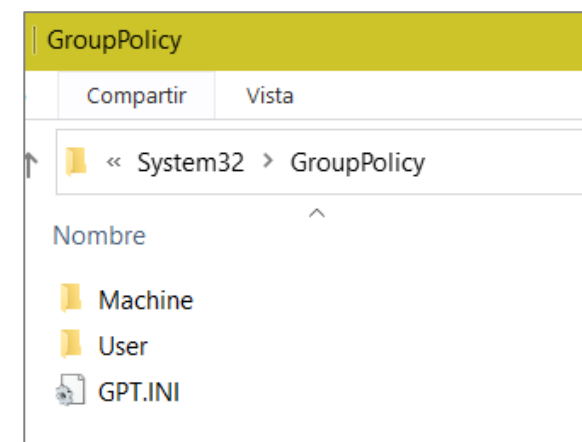 GroupPolicy
Compartir Vista
« System32 > GroupPolicy
Nombre
Machine
User
GPT.INI